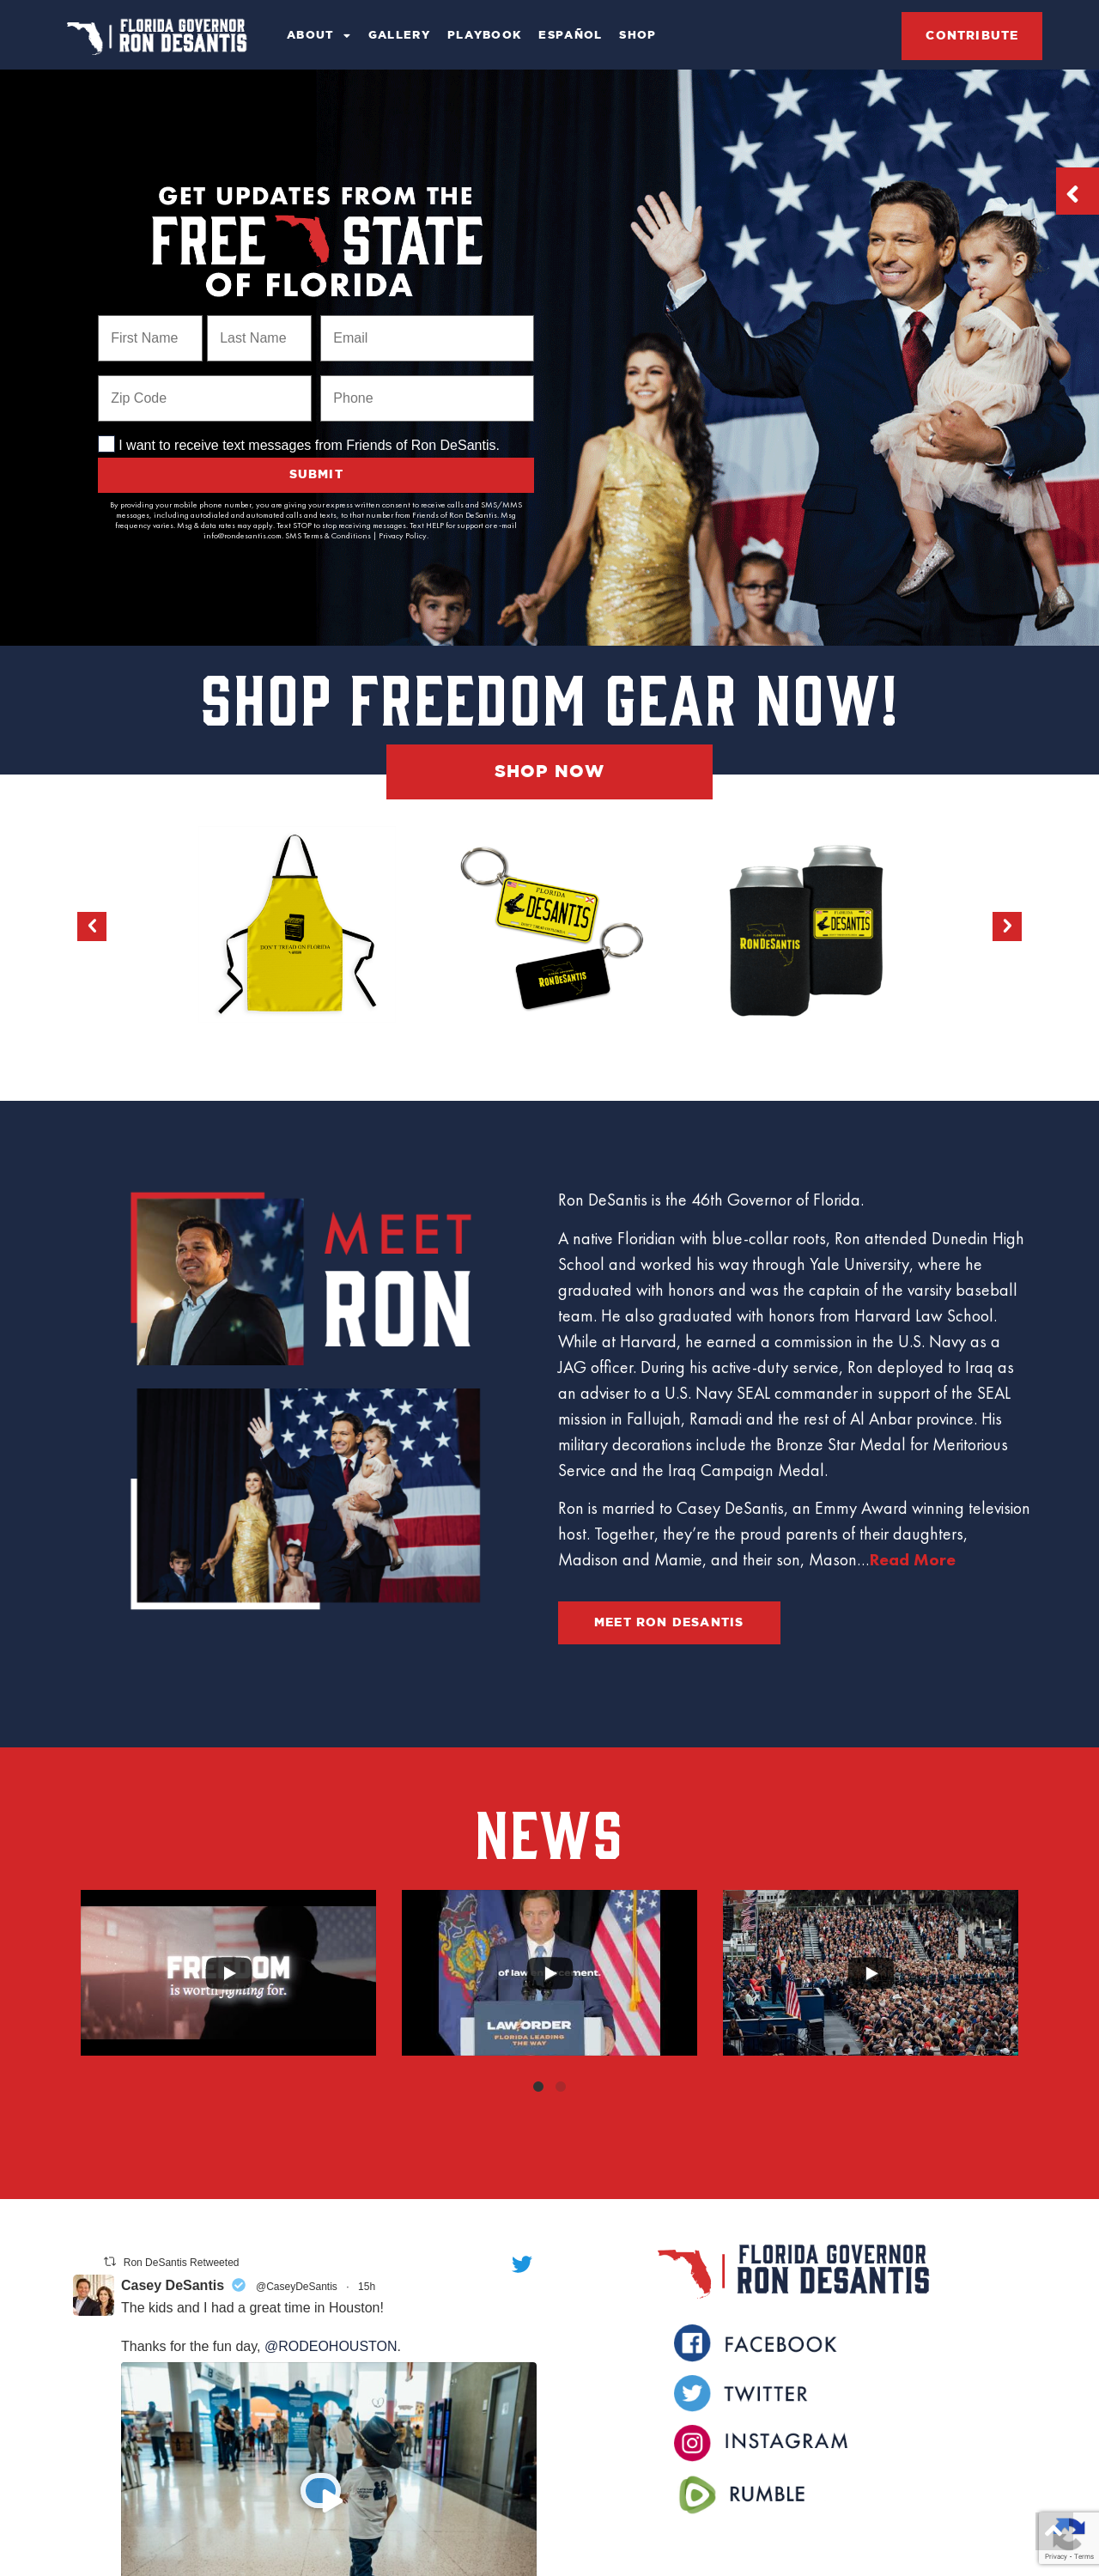 FLORIDA GOVERNOR
RON DESANTIS
ABOUT GALLERY PLAYBOOK ESPAÑOL SHOP
CONTRIBUTE
GET UPDATES FROM THE
FREE STATE
OF FLORIDA
First Name Last Name Email
Zip Code Phone
I want to receive text messages from Friends of Ron DeSantis.
SUBMIT
By providing your mobile phone number, you are giving your express written consent to receive calls and SMS/MMS
messages, including autodialed and automated calls and texts, to that number from Friends of Ron DeSantis. Msg
frequency varies. Msg & data rates may apply. Text STOP to stop receiving messages. Text HELP for support or e-mail
info@rondesantis.com. SMS Terms & Conditions | Privacy Policy.
SHOP FREEDOM GEAR NOW!
SHOP NOW
DON'T TREAD ON FLORIDA
FLORIDA
DESANTIS
DON'T TREAD ON FLORIDA
RON DESANTIS
FLORIDA GOVERNOR
RON DESANTIS
FLORIDA
DESANTIS
MEET
RON
Ron DeSantis is the 46th Governor of Florida.
A native Floridian with blue-collar roots, Ron attended Dunedin High
School and worked his way through Yale University, where he
graduated with honors and was the captain of the varsity baseball
team. He also graduated with honors from Harvard Law School.
While at Harvard, he earned a commission in the U.S. Navy as a
JAG officer. During his active-duty service, Ron deployed to Iraq as
an adviser to a U.S. Navy SEAL commander in support of the SEAL
mission in Fallujah, Ramadi and the rest of Al Anbar province. His
military decorations include the Bronze Star Medal for Meritorious
Service and the Iraq Campaign Medal.
Ron is married to Casey DeSantis, an Emmy Award winning television
host. Together, they’re the proud parents of their daughters,
Madison and Mamie, and their son, Mason…Read More
MEET RON DESANTIS
NEWS
FREEDOM
is worth fighting for.
of law enforcement.
LAW & ORDER
FLORIDA LEADING
THE WAY
Ron DeSantis Retweeted
Casey DeSantis @CaseyDeSantis · 15h
The kids and I had a great time in Houston!
Thanks for the fun day, @RODEOHOUSTON.
FLORIDA GOVERNOR
RON DESANTIS
FACEBOOK
TWITTER
INSTAGRAM
RUMBLE
Privacy - Terms